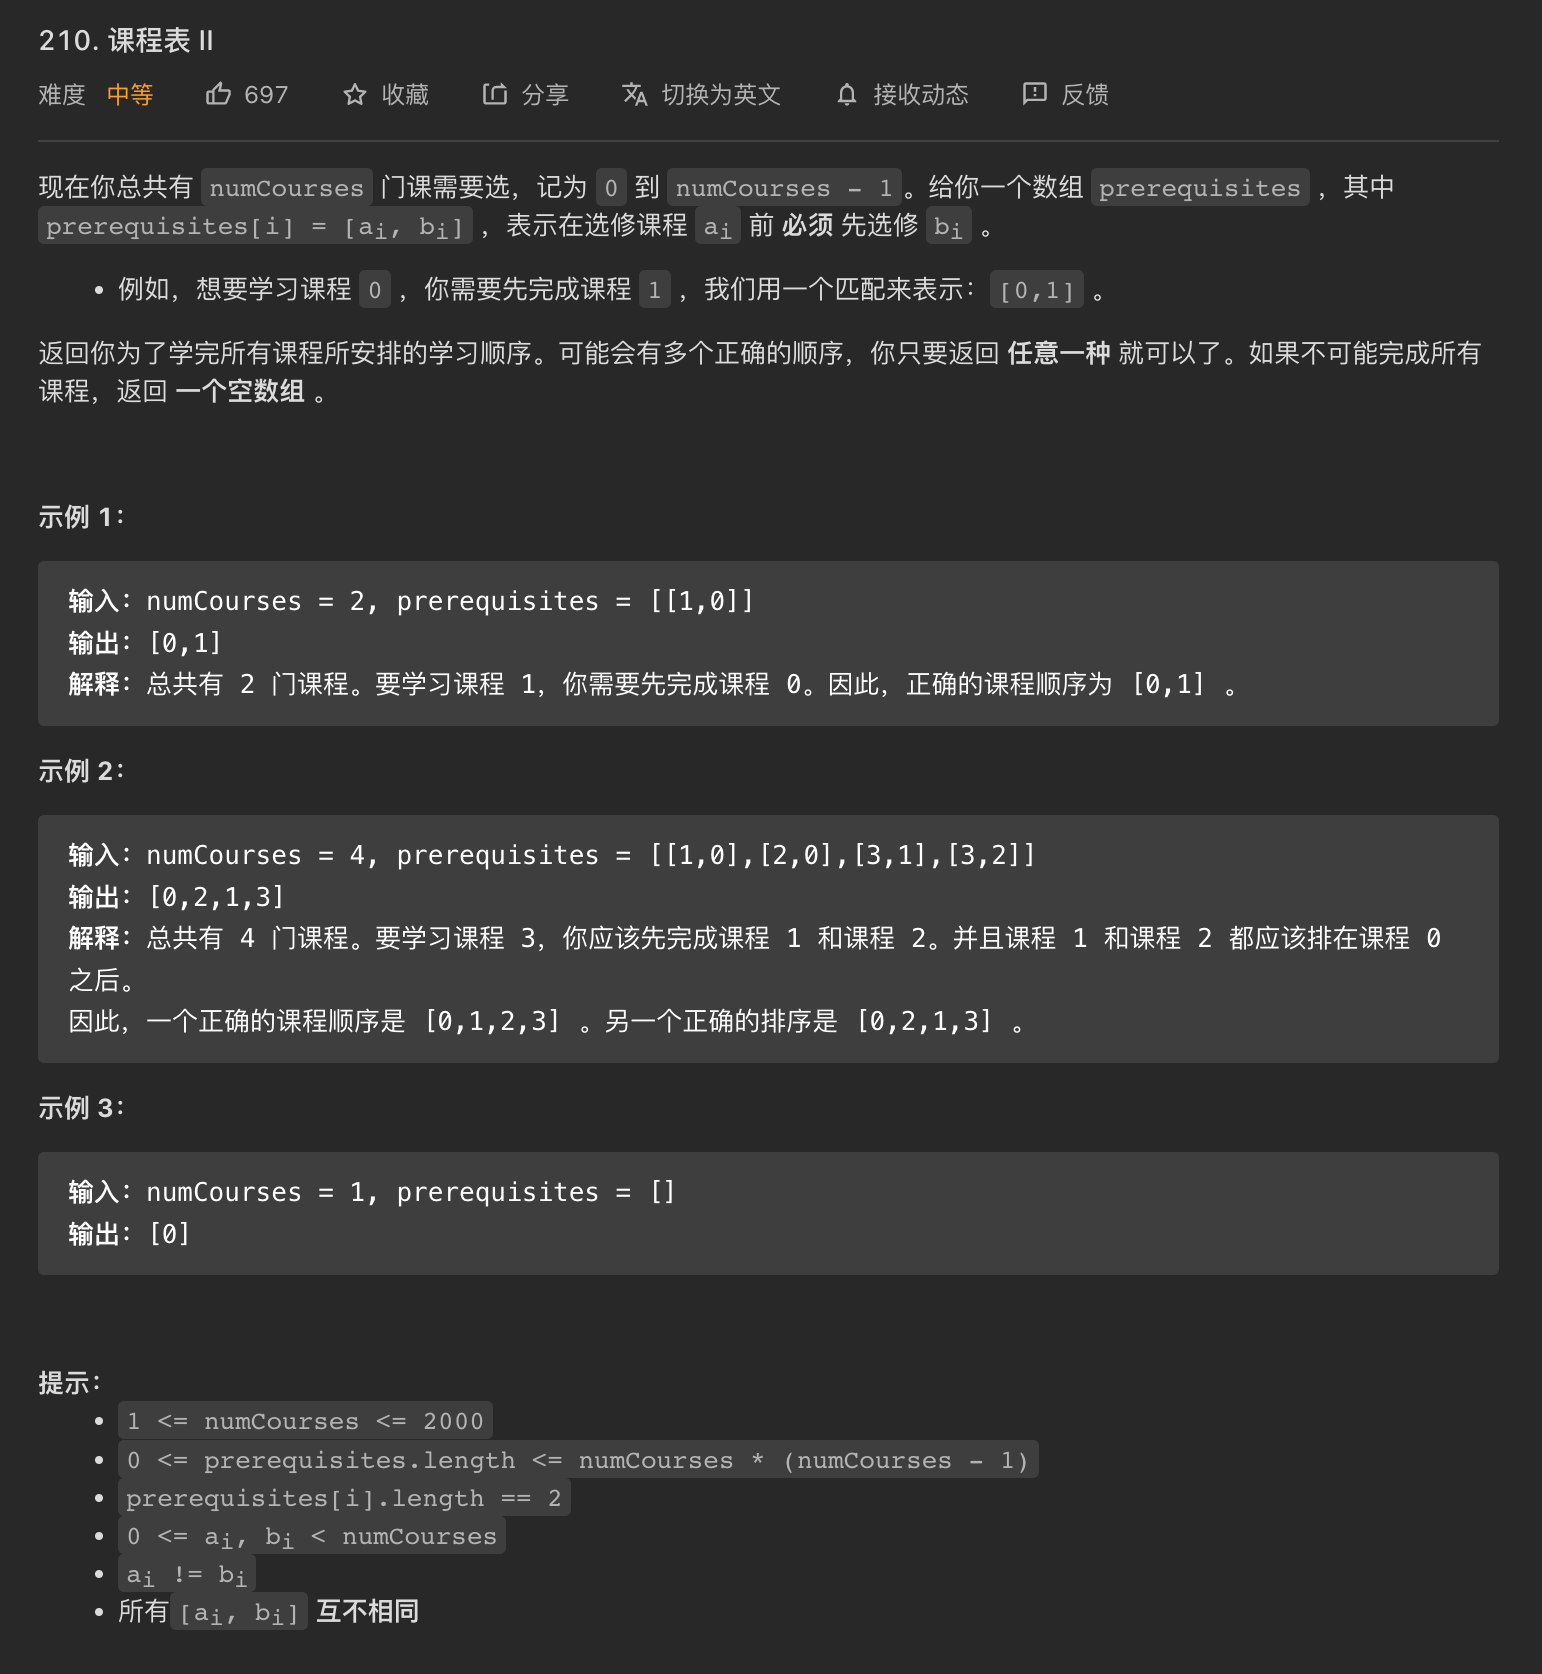 210. 课程表 II
难度 中等 697 收藏 分享 切换为英文 接收动态 反馈
现在你总共有 numCourses 门课需要选，记为 0 到 numCourses - 1。给你一个数组 prerequisites ，其中
prerequisites[i] = [ai, bi] ，表示在选修课程 ai 前 必须 先选修 bi 。
• 例如，想要学习课程 0 ，你需要先完成课程 1 ，我们用一个匹配来表示：[0,1] 。
返回你为了学完所有课程所安排的学习顺序。可能会有多个正确的顺序，你只要返回 任意一种 就可以了。如果不可能完成所有
课程，返回 一个空数组 。
示例 1：
输入：numCourses = 2, prerequisites = [[1,0]]
输出：[0,1]
解释：总共有 2 门课程。要学习课程 1，你需要先完成课程 0。因此，正确的课程顺序为 [0,1] 。
示例 2：
输入：numCourses = 4, prerequisites = [[1,0],[2,0],[3,1],[3,2]]
输出：[0,2,1,3]
解释：总共有 4 门课程。要学习课程 3，你应该先完成课程 1 和课程 2。并且课程 1 和课程 2 都应该排在课程 0
之后。
因此，一个正确的课程顺序是 [0,1,2,3] 。另一个正确的排序是 [0,2,1,3] 。
示例 3：
输入：numCourses = 1, prerequisites = []
输出：[0]
提示：
• 1 <= numCourses <= 2000
• 0 <= prerequisites.length <= numCourses * (numCourses - 1)
• prerequisites[i].length == 2
• 0 <= ai, bi < numCourses
• ai != bi
• 所有[ai, bi] 互不相同